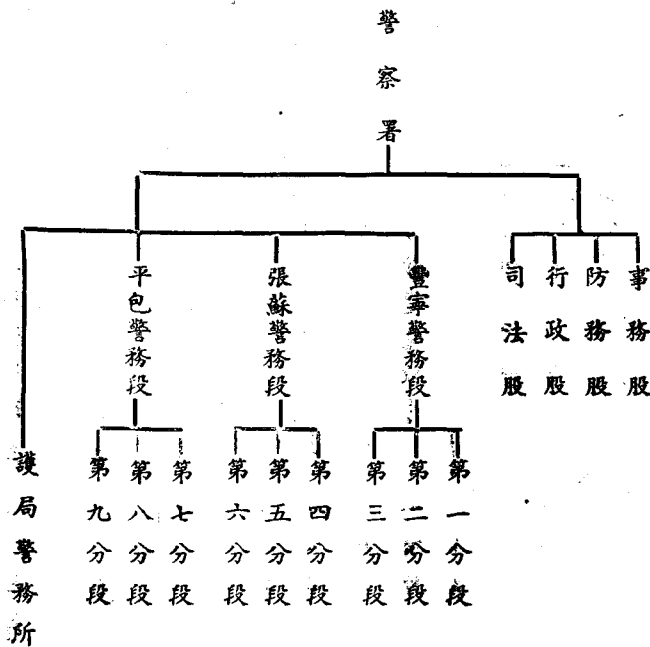 警察署
事務股
防務股
行政股
司法股
豐寧警務段
張蘇警務段
平包警務段
第一分段
第二分段
第三分段
第四分段
第五分段
第六分段
第七分段
第八分段
第九分段
護局警務所